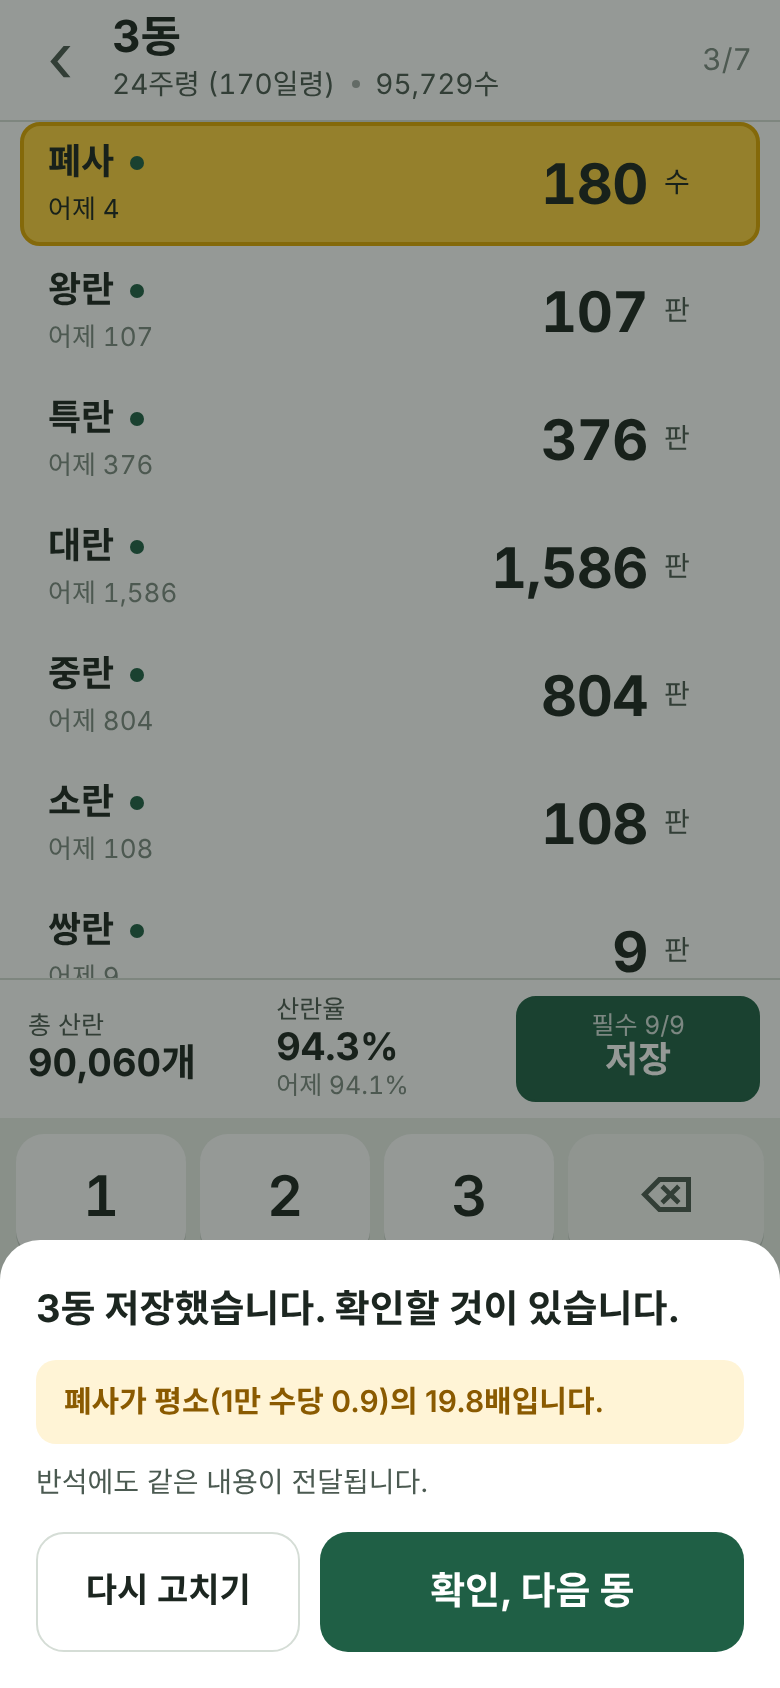 3동
24주령 (170일령) • 95,729수
3/7
폐사
어제 4
180 수
왕란
어제 107
107 판
특란
어제 376
376 판
대란
어제 1,586
1,586 판
중란
어제 804
804 판
소란
어제 108
108 판
쌍란
어제 9
9 판
총 산란
90,060개
산란율
94.3%
어제 94.1%
필수 9/9
저장
1
2
3
3동 저장했습니다. 확인할 것이 있습니다.
폐사가 평소(1만 수당 0.9)의 19.8배입니다.
반석에도 같은 내용이 전달됩니다.
다시 고치기
확인, 다음 동